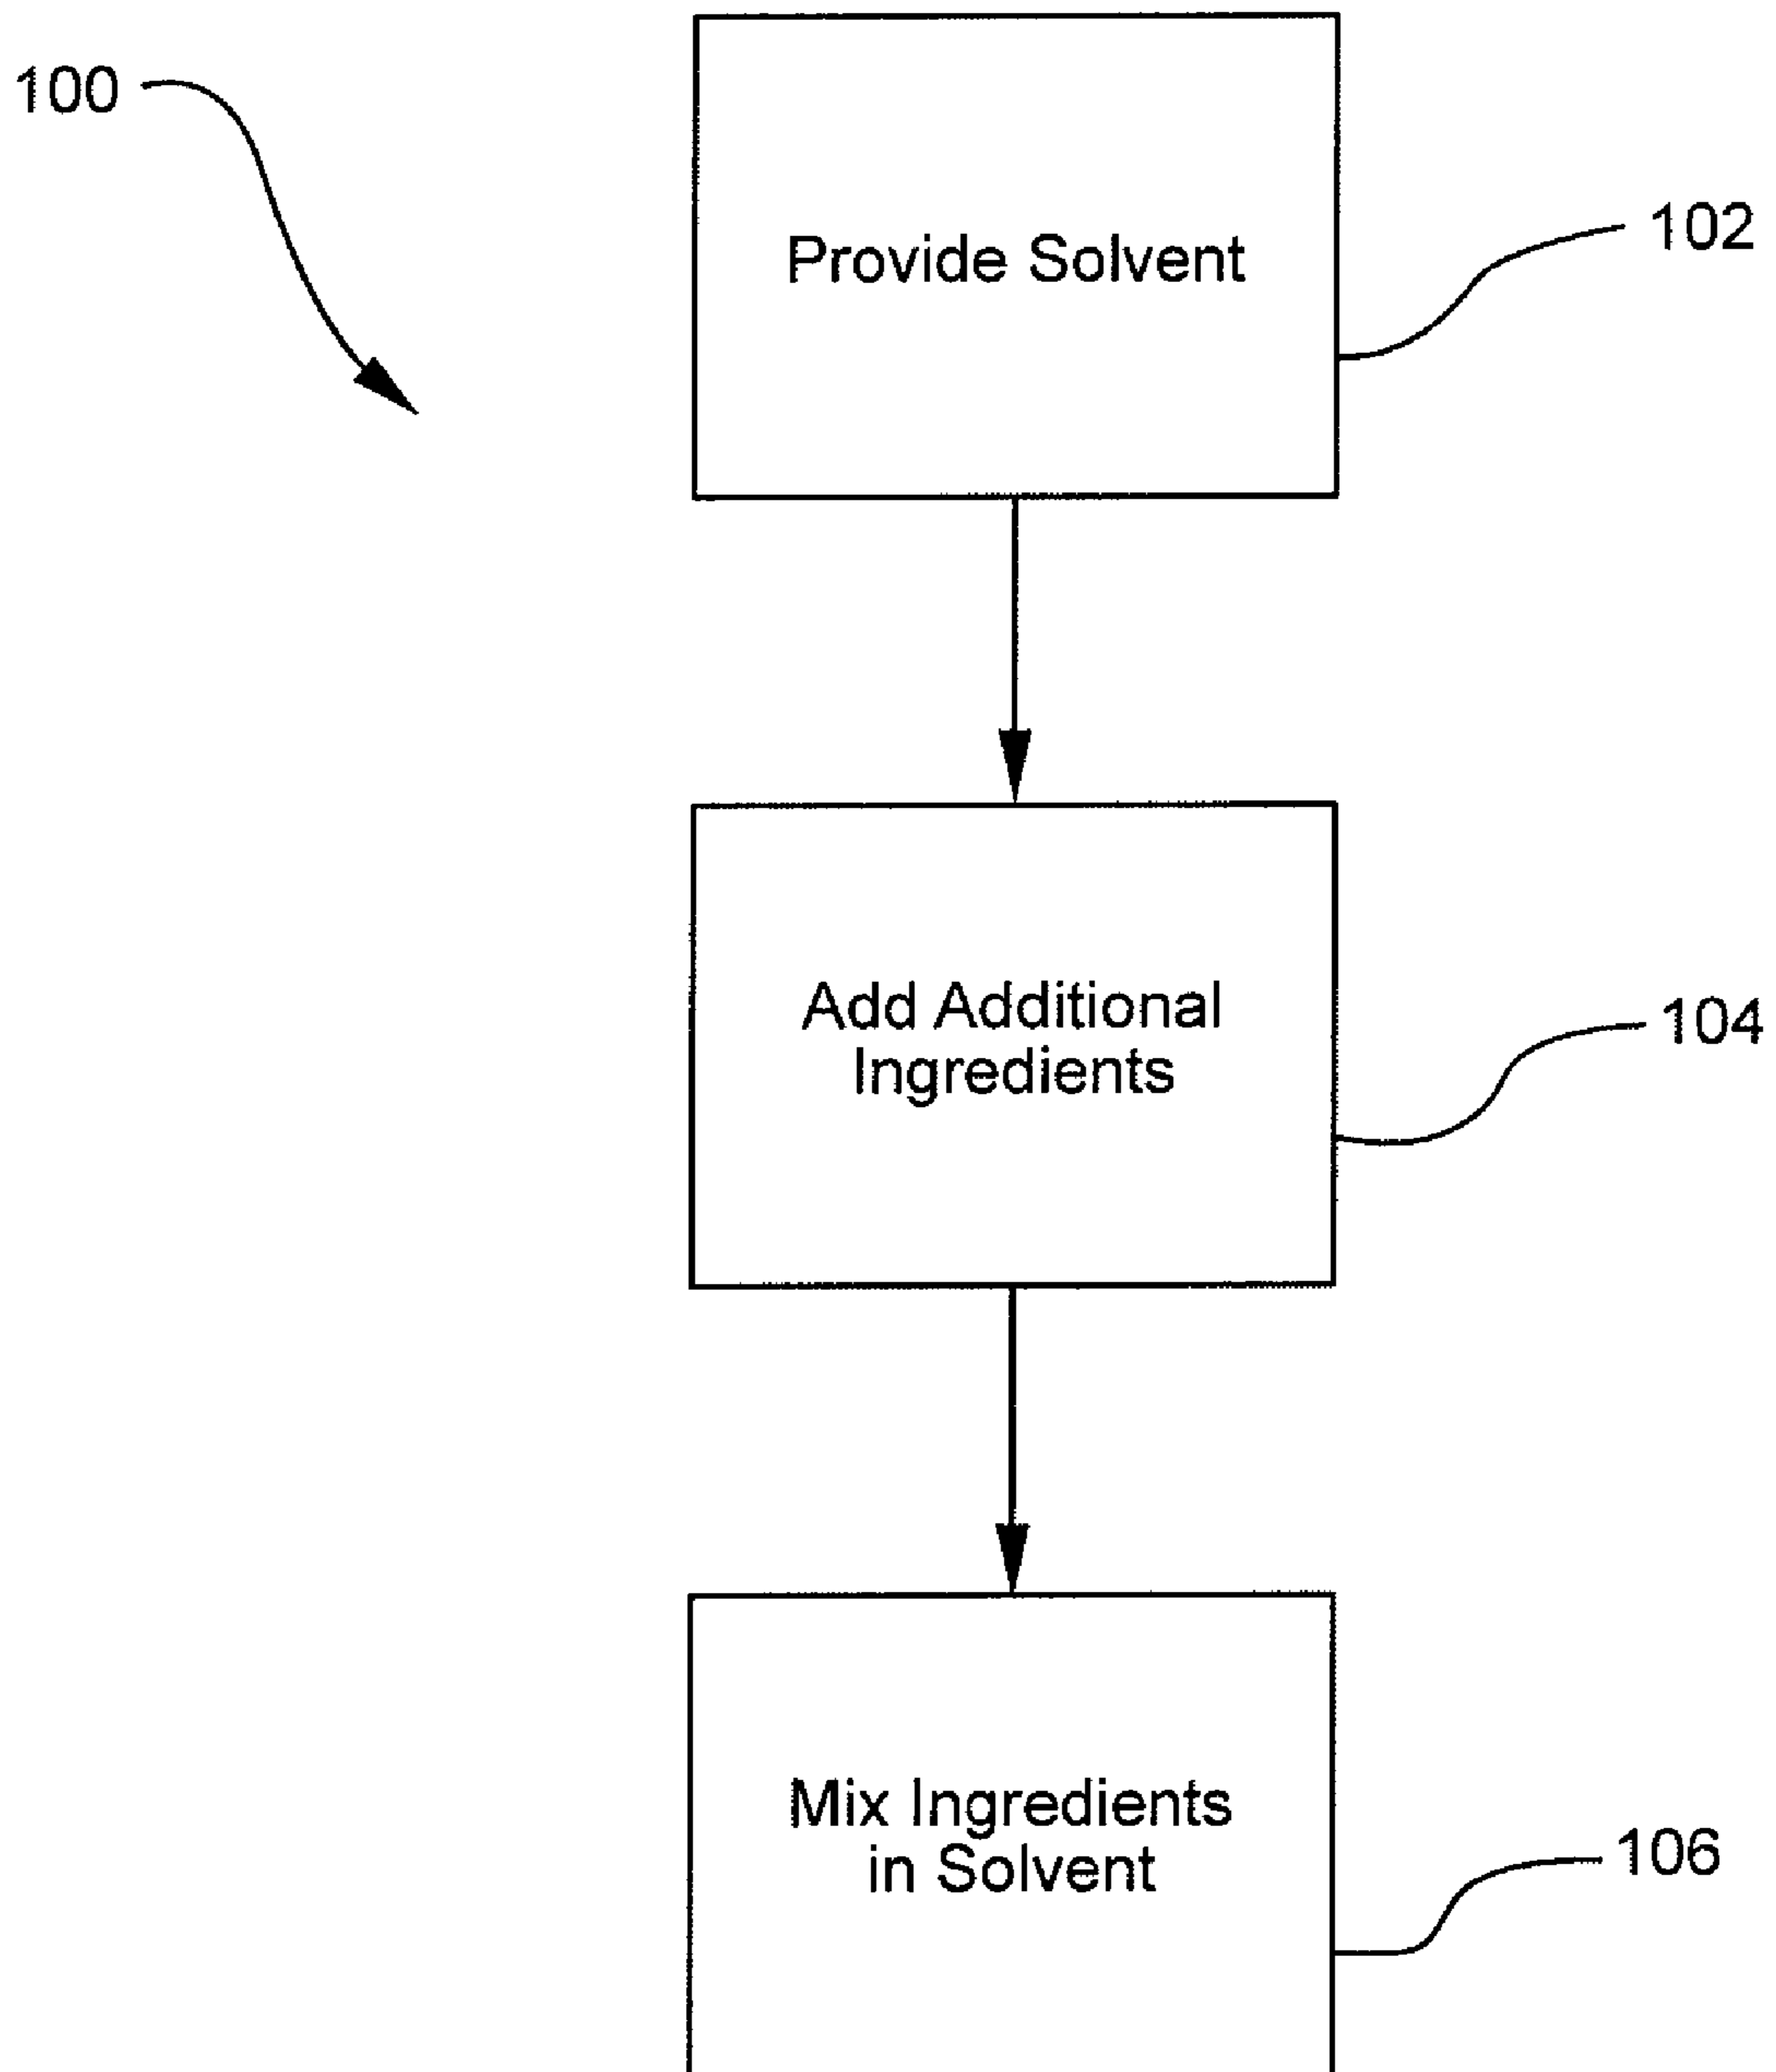 100
Provide Solvent
102
Add Additional
Ingredients
104
Mix Ingredients
in Solvent
106